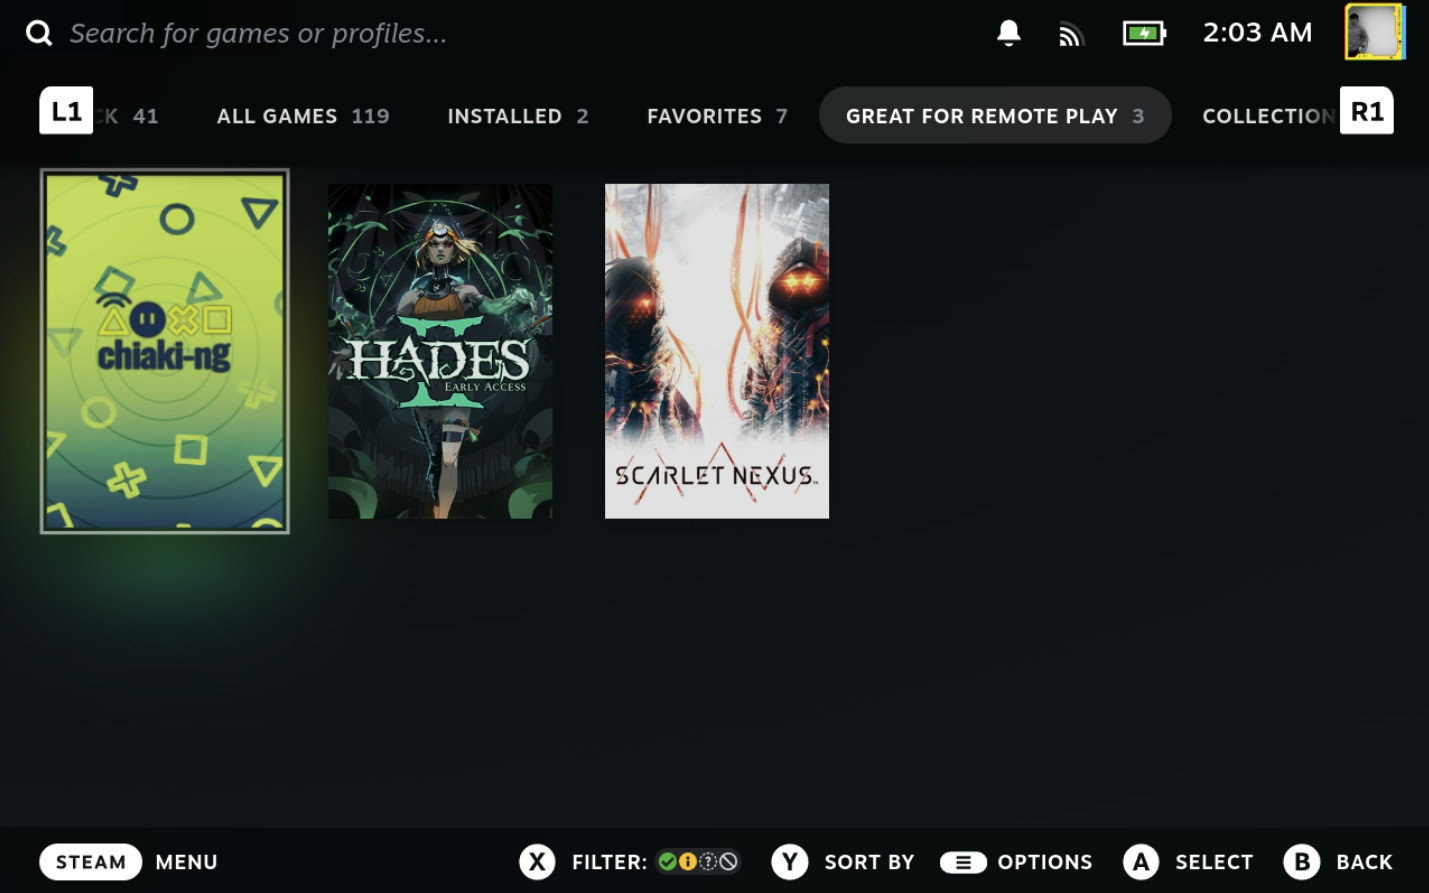 Search for games or profiles...
2:03 AM
L1
CK 41
ALL GAMES 119
INSTALLED 2
FAVORITES 7
GREAT FOR REMOTE PLAY 3
COLLECTION
R1
chiaki-ng
II
HADES
EARLY ACCESS
SCARLET NEXUS
STEAM MENU
X FILTER:
Y SORT BY
OPTIONS
A SELECT
B BACK